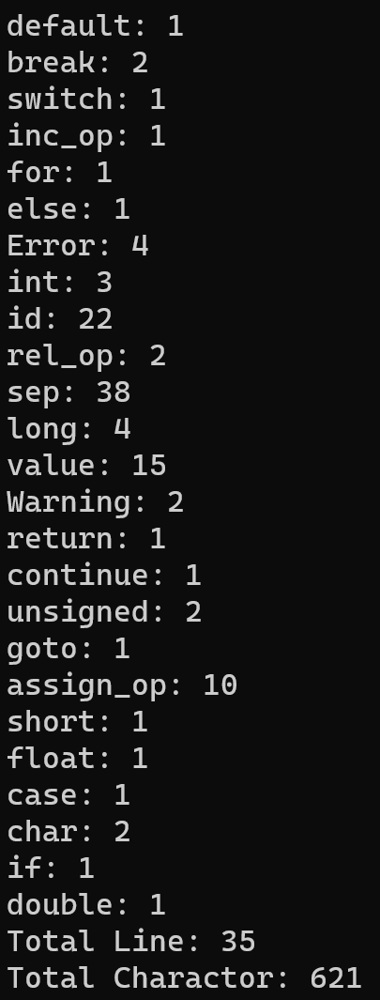 default: 1
break: 2
switch: 1
inc_op: 1
for: 1
else: 1
Error: 4
int: 3
id: 22
rel_op: 2
sep: 38
long: 4
value: 15
Warning: 2
return: 1
continue: 1
unsigned: 2
goto: 1
assign_op: 10
short: 1
float: 1
case: 1
char: 2
if: 1
double: 1
Total Line: 35
Total Charactor: 621